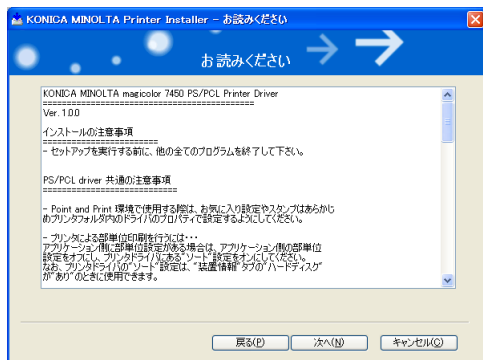 KONICA MINOLTA Printer Installer - お読みください
お読みください
KONICA MINOLTA magicolor 7450 PS/PCL Printer Driver
============================================
Ver. 1.0.0
インストールの注意事項
========================
- セットアップを実行する前に、他の全てのプログラムを終了して下さい。
PS/PCL driver 共通の注意事項
============================
- Point and Print 環境で使用する際は、お気に入り設定やスタンプはあらかじ
めプリンタフォルダ内のドライバのプロパティで設定するようにしてください。
- プリンタによる部単位印刷を行うには・・・
アプリケーション側に部単位設定がある場合は、アプリケーション側の部単位
設定をオフにし、プリンタドライバにある"ソート"設定をオンにしてください。
なお、プリンタドライバの"ソート"設定は、"装置情報"タブの"ハードディスク"
が"あり"のときに使用できます。
戻る(P)
次へ(N)
キャンセル(C)